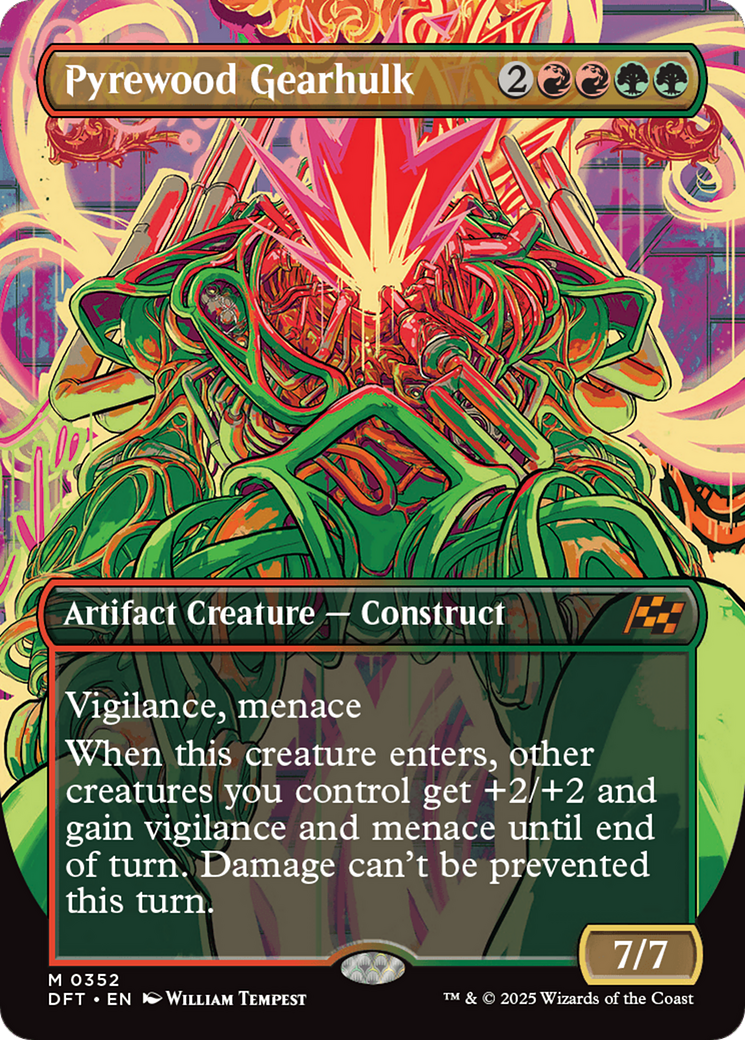 Pyrewood Gearhulk 2
Artifact Creature — Construct
Vigilance, menace
When this creature enters, other
creatures you control get +2/+2 and
gain vigilance and menace until end
of turn. Damage can’t be prevented
this turn.
7/7
M 0352
DFT • EN WILLIAM TEMPEST
™ & © 2025 Wizards of the Coast